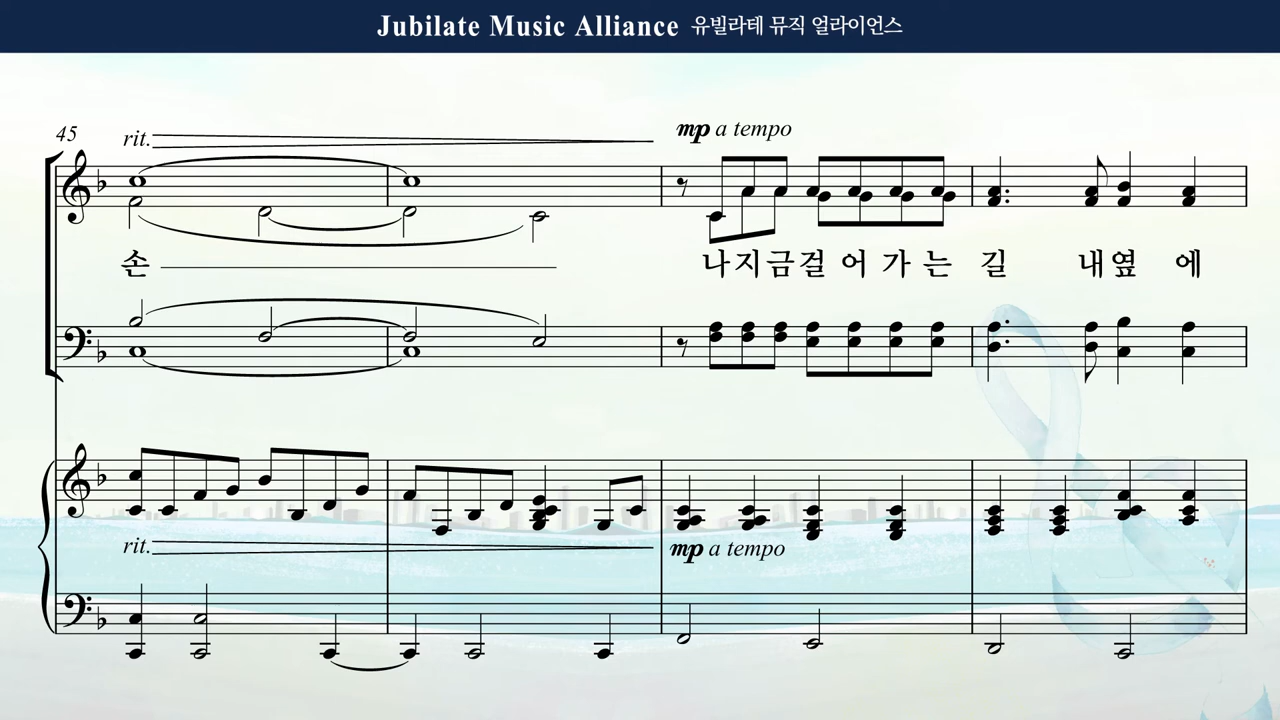 Jubilate Music Alliance 유빌라테 뮤직 얼라이언스
45
rit.
mp a tempo
손 나지금걸 어 가 는 길 내옆 에
rit.
mp a tempo